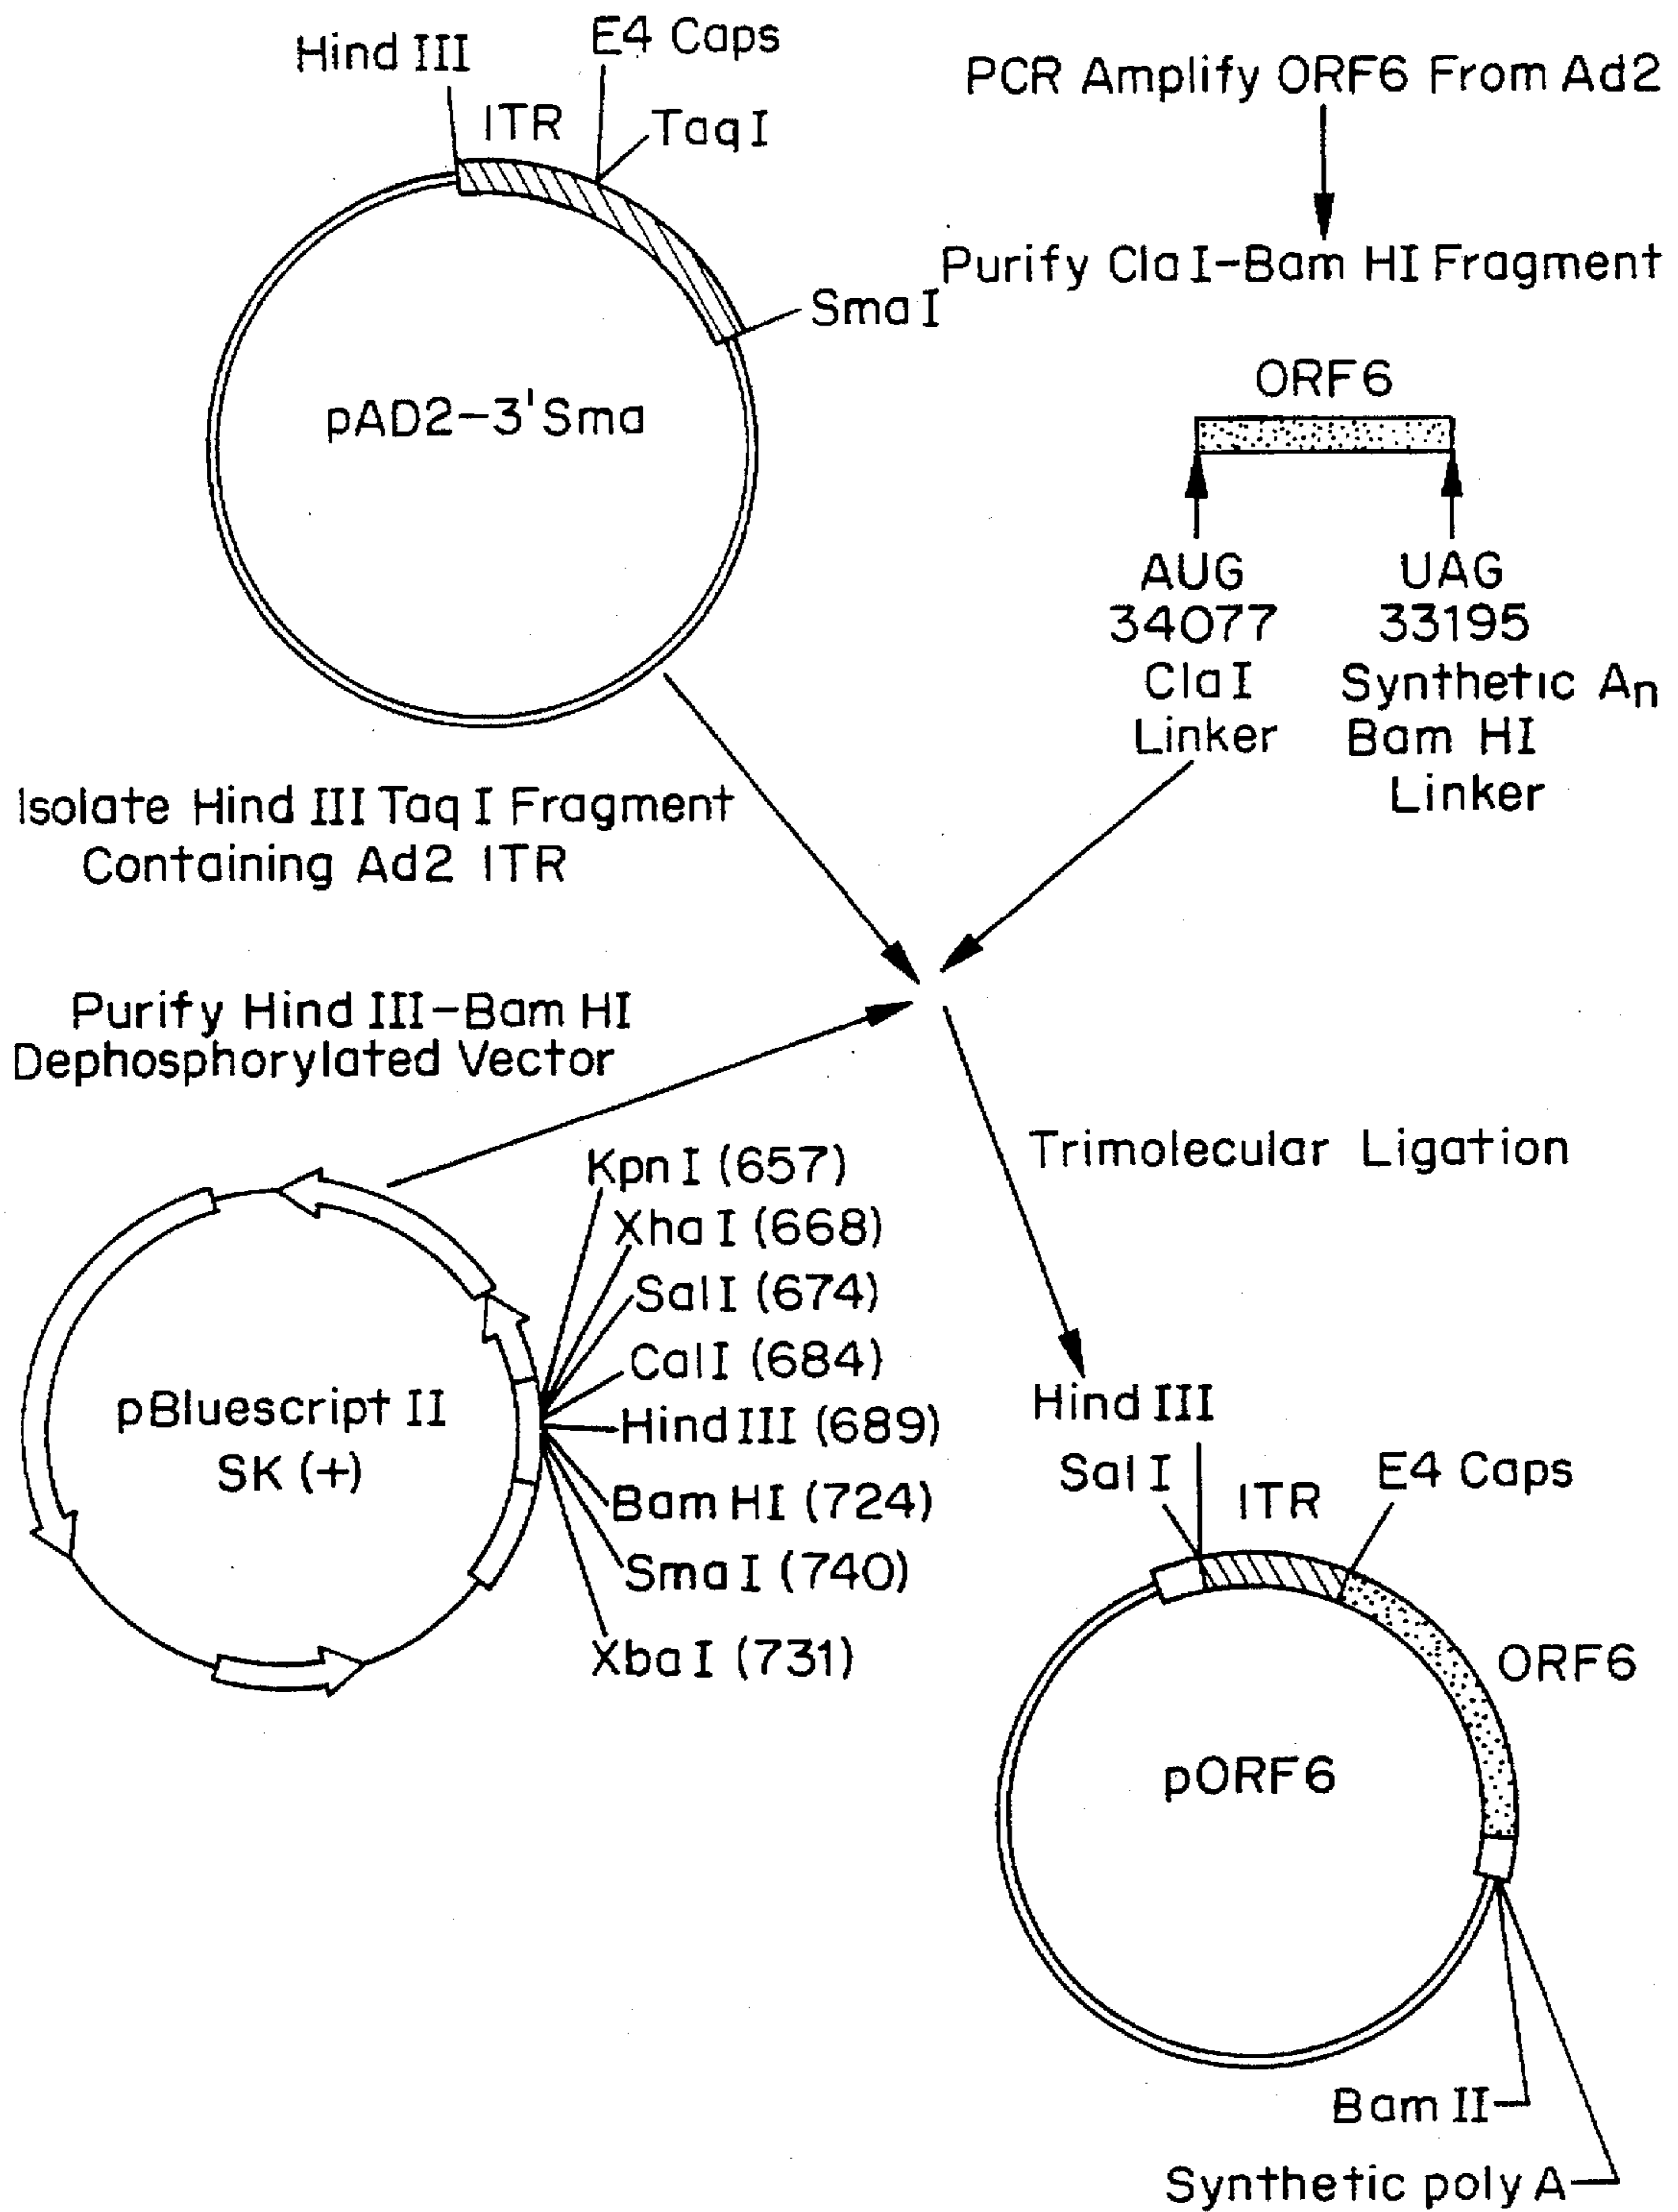 Hind III
E4 Caps
ITR
Taq I
Sma I
pAD2-3'Sma
PCR Amplify ORF6 From Ad2
Purify Cla I-Bam HI Fragment
ORF6
AUG
34077
Cla I
Linker
UAG
33195
Synthetic An
Bam HI
Linker
Isolate Hind III Taq I Fragment
Containing Ad2 ITR
Purify Hind III-Bam HI
Dephosphorylated Vector
Trimolecular Ligation
pBluescript II
SK (+)
Kpn I (657)
Xha I (668)
Sal I (674)
Cal I (684)
Hind III (689)
Bam HI (724)
Sma I (740)
Xba I (731)
Hind III
Sal I
ITR
E4 Caps
ORF6
pORF6
Bam II
Synthetic poly A